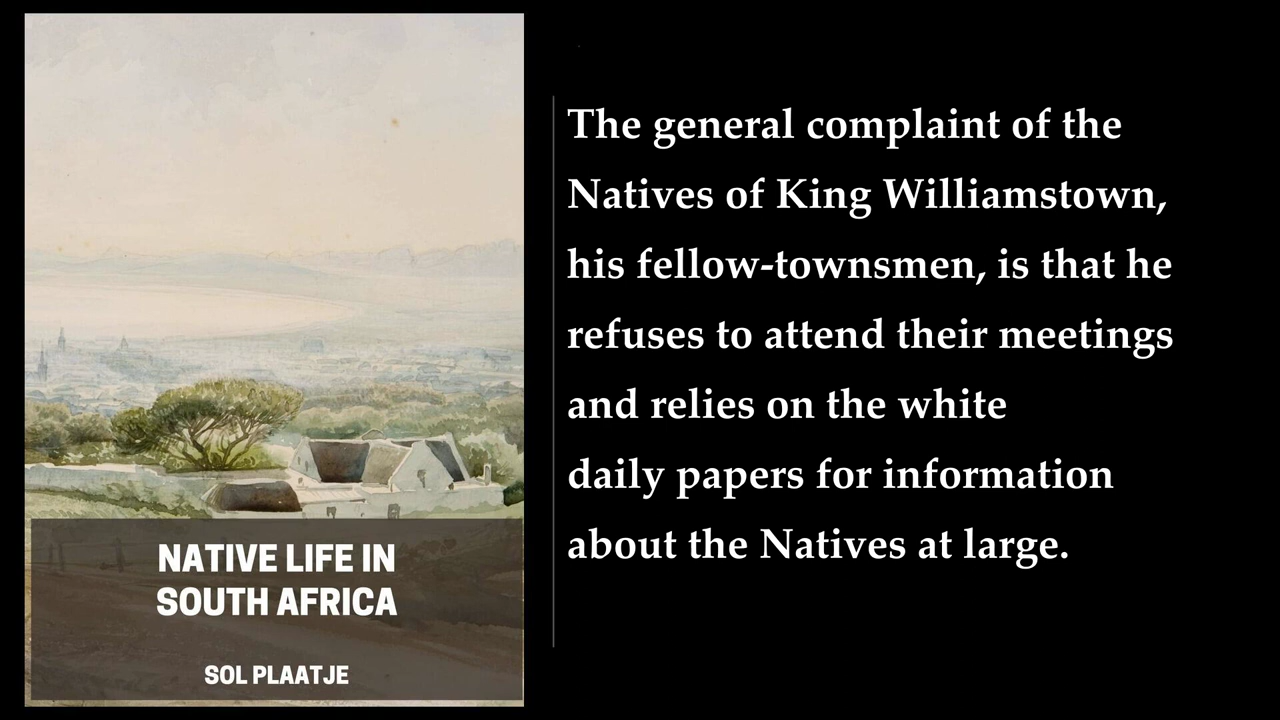 NATIVE LIFE IN
SOUTH AFRICA
SOL PLAATJE
The general complaint of the
Natives of King Williamstown,
his fellow-townsmen, is that he
refuses to attend their meetings
and relies on the white
daily papers for information
about the Natives at large.